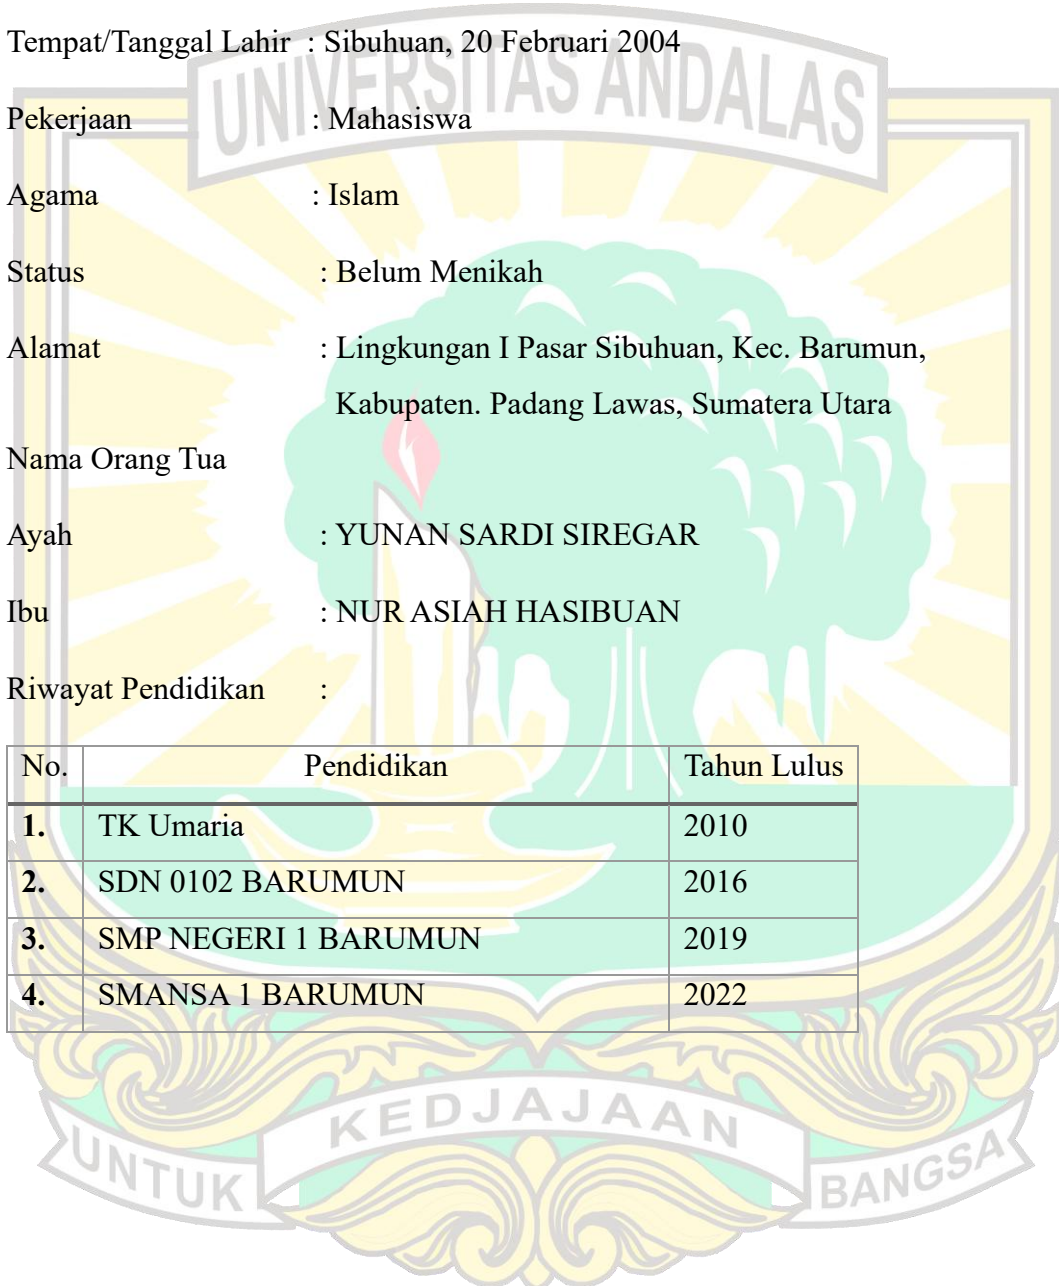 Tempat/Tanggal Lahir : Sibuhuan, 20 Februari 2004
UNIVERSITAS ANDALAS
Pekerjaan : Mahasiswa
Agama : Islam
Status : Belum Menikah
Alamat : Lingkungan I Pasar Sibuhuan, Kec. Barumun,
Kabupaten. Padang Lawas, Sumatera Utara
Nama Orang Tua
Ayah : YUNAN SARDI SIREGAR
Ibu : NUR ASIAH HASIBUAN
Riwayat Pendidikan :
No. Pendidikan Tahun Lulus
1. TK Umaria 2010
2. SDN 0102 BARUMUN 2016
3. SMP NEGERI 1 BARUMUN 2019
4. SMANSA 1 BARUMUN 2022
UNTUK KEDJAJAAN BANGSA